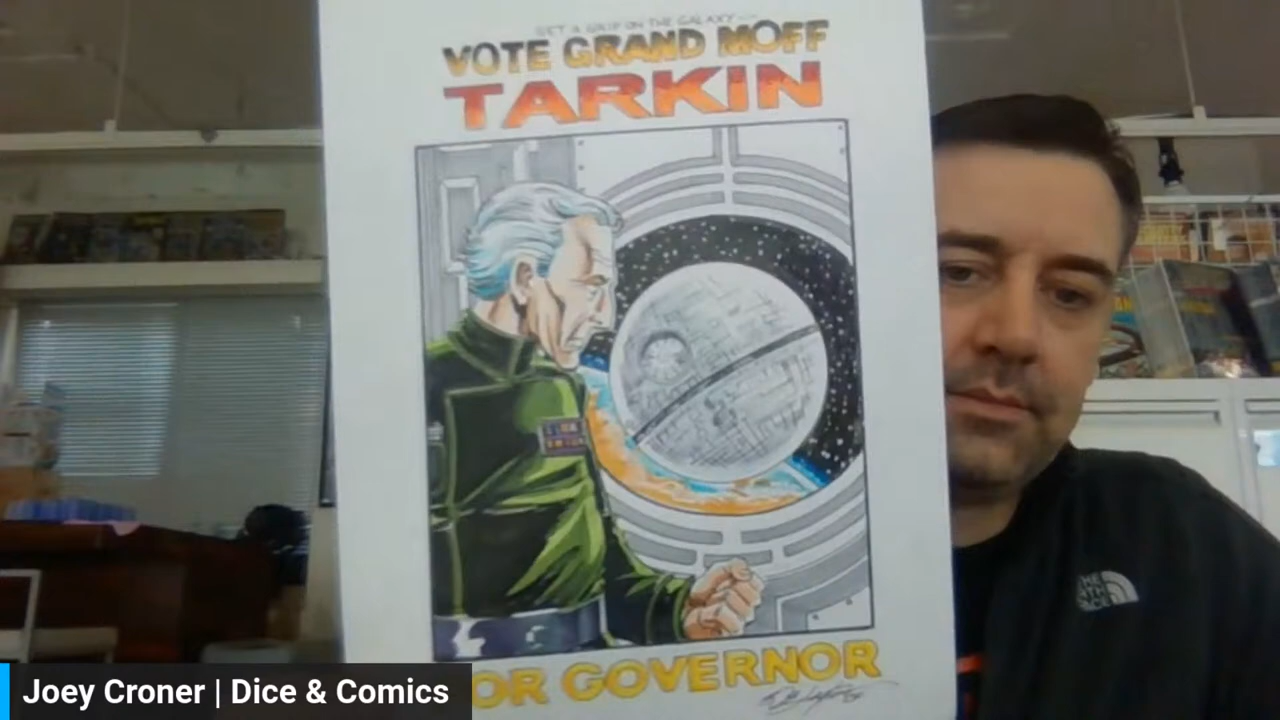 GET A GRIP ON THE GALAXY...
VOTE GRAND MOFF
TARKIN
OR GOVERNOR
THE
NORTH
FACE
Joey Croner | Dice & Comics